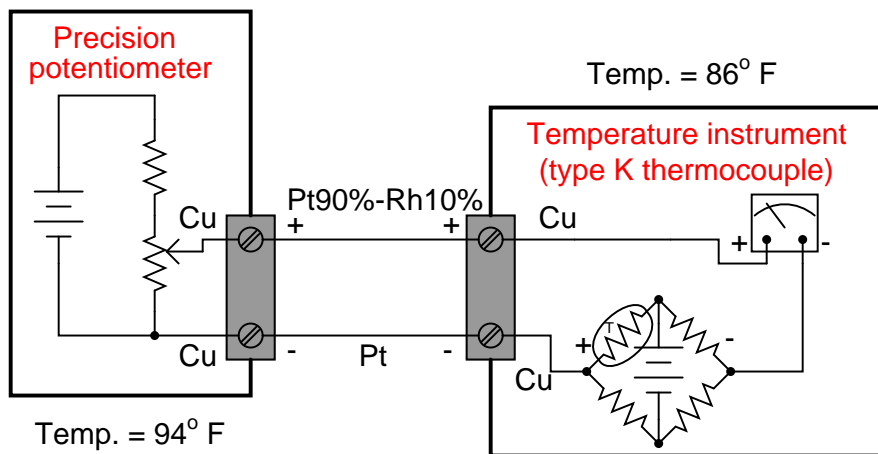 Precision
potentiometer
Temp. = 86° F
Temperature instrument
(type K thermocouple)
Pt90%-Rh10%
Cu
+
+
Cu
+
-
T
+
-
Cu
-
Pt
-
Cu
Temp. = 94° F